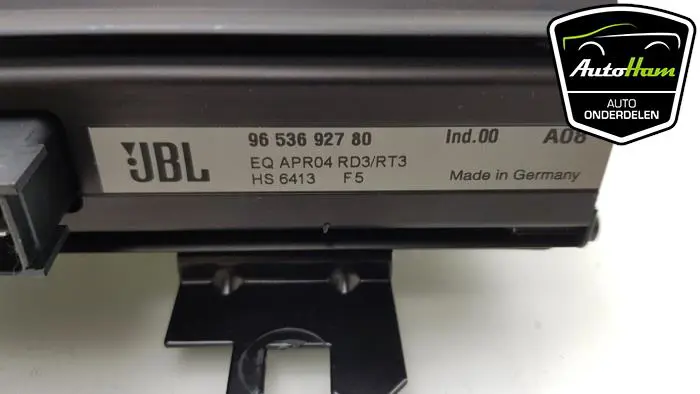 AutoHam
AUTO
ONDERDELEN
JBL
96 536 927 80 Ind.00 A08
EQ APR04 RD3/RT3
HS 6413 F5 Made in Germany